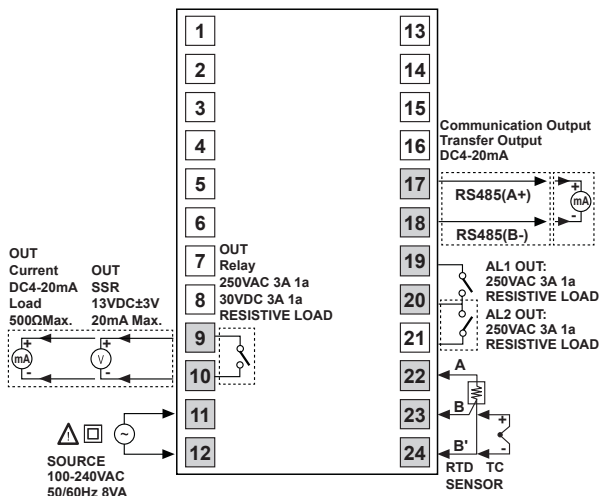 1
2
3
4
5
6
7
8
9
10
11
12
13
14
15
16
17
18
19
20
21
22
23
24
Communication Output
Transfer Output
DC4-20mA
RS485(A+)
RS485(B-)
+
mA
-
AL1 OUT:
250VAC 3A 1a
RESISTIVE LOAD
AL2 OUT:
250VAC 3A 1a
RESISTIVE LOAD
A
B
B'
+
-
RTD
TC
SENSOR
OUT
Relay
250VAC 3A 1a
30VDC 3A 1a
RESISTIVE LOAD
OUT
Current
DC4-20mA
Load
500ΩMax.
OUT
SSR
13VDC±3V
20mA Max.
+
mA
-
+
V
-
SOURCE
100-240VAC
50/60Hz 8VA